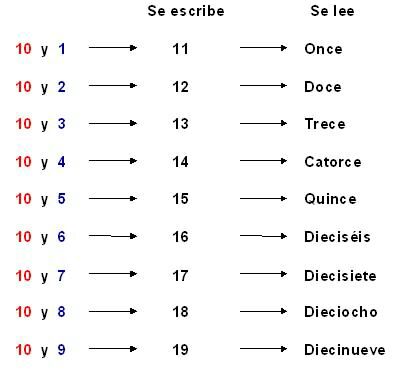 Se escribe Se lee
10 y 1 11 Once
10 y 2 12 Doce
10 y 3 13 Trece
10 y 4 14 Catorce
10 y 5 15 Quince
10 y 6 16 Dieciséis
10 y 7 17 Diecisiete
10 y 8 18 Dieciocho
10 y 9 19 Diecinueve